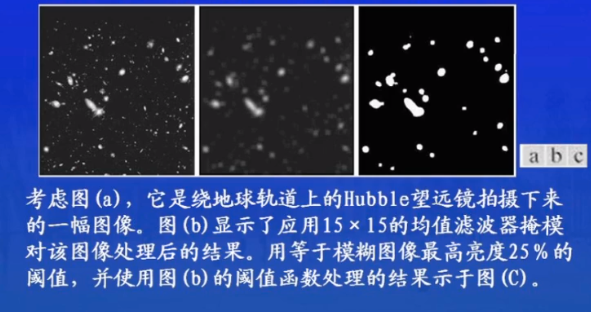 a b c
考虑图(a)，它是绕地球轨道上的Hubble望远镜拍摄下来
的一幅图像。图(b)显示了应用15×15的均值滤波器掩模
对该图像处理后的结果。用等于模糊图像最高亮度25％的
阈值，并使用图(b)的阈值函数处理的结果示于图(C)。